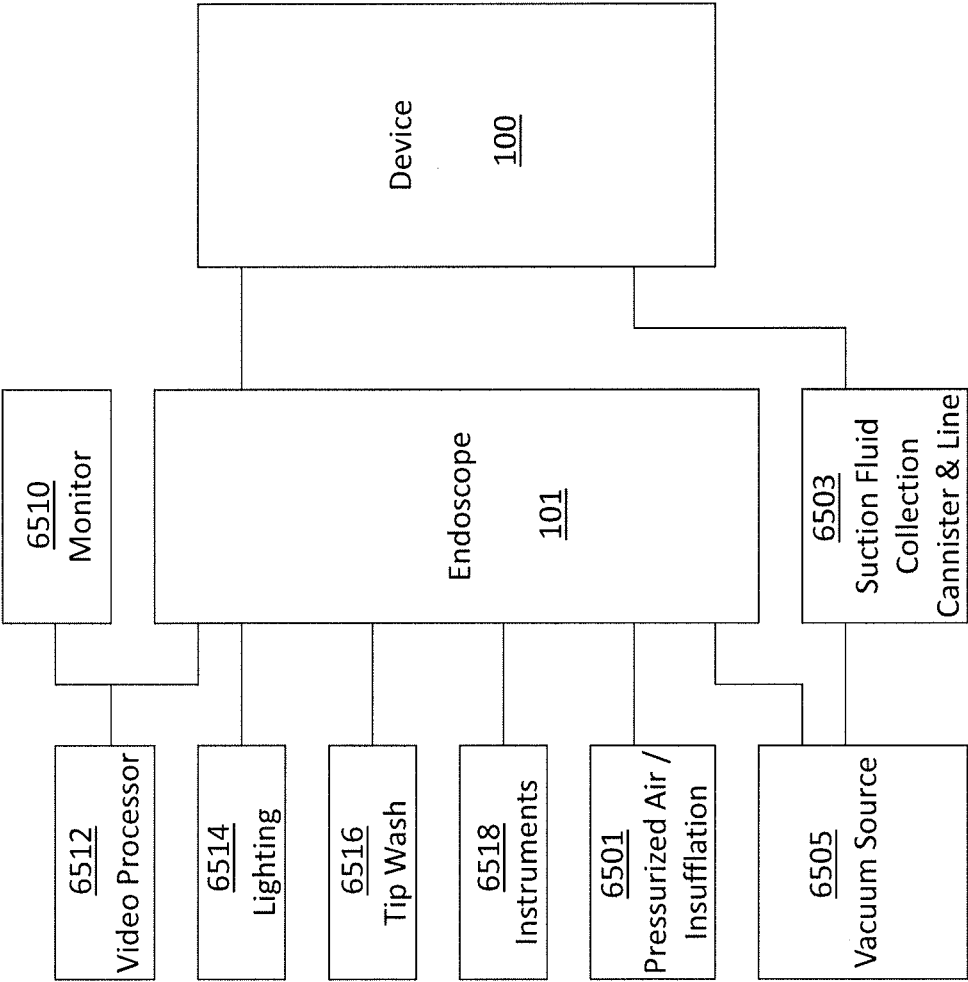 6512
Video Processor
6514
Lighting
6516
Tip Wash
6518
Instruments
6501
Pressurized Air /
Insufflation
6505
Vacuum Source
6510
Monitor
Endoscope
101
6503
Suction Fluid
Collection
Cannister & Line
Device
100